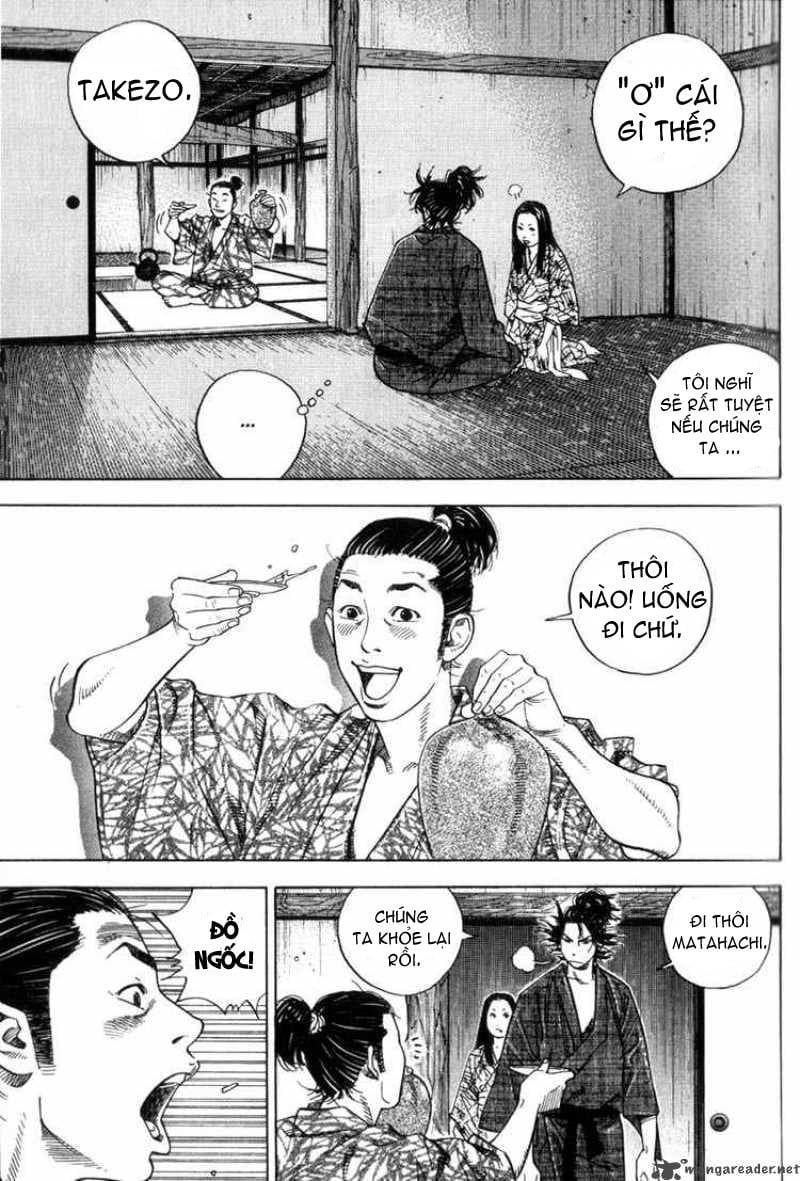 "Ơ" CÁI
GÌ THẾ?
TAKEZO.
TÔI NGHĨ
SẼ RẤT TUYỆT
NẾU CHÚNG
TA ...
...
THÔI
NÀO! UỐNG
ĐI CHỨ.
ĐI THÔI
MATAHACHI.
CHÚNG
TA KHỎE LẠI
RỒI.
ĐỒ
NGỐC!
mangareader.net